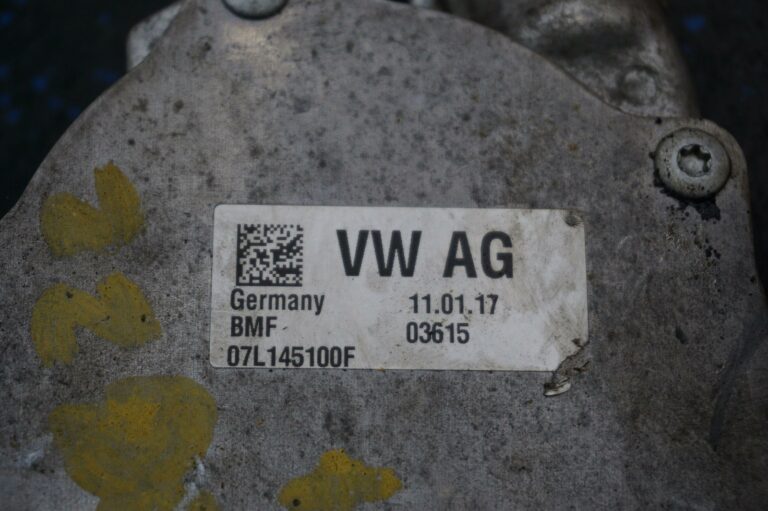 VW AG
Germany 11.01.17
BMF 03615
07L145100F